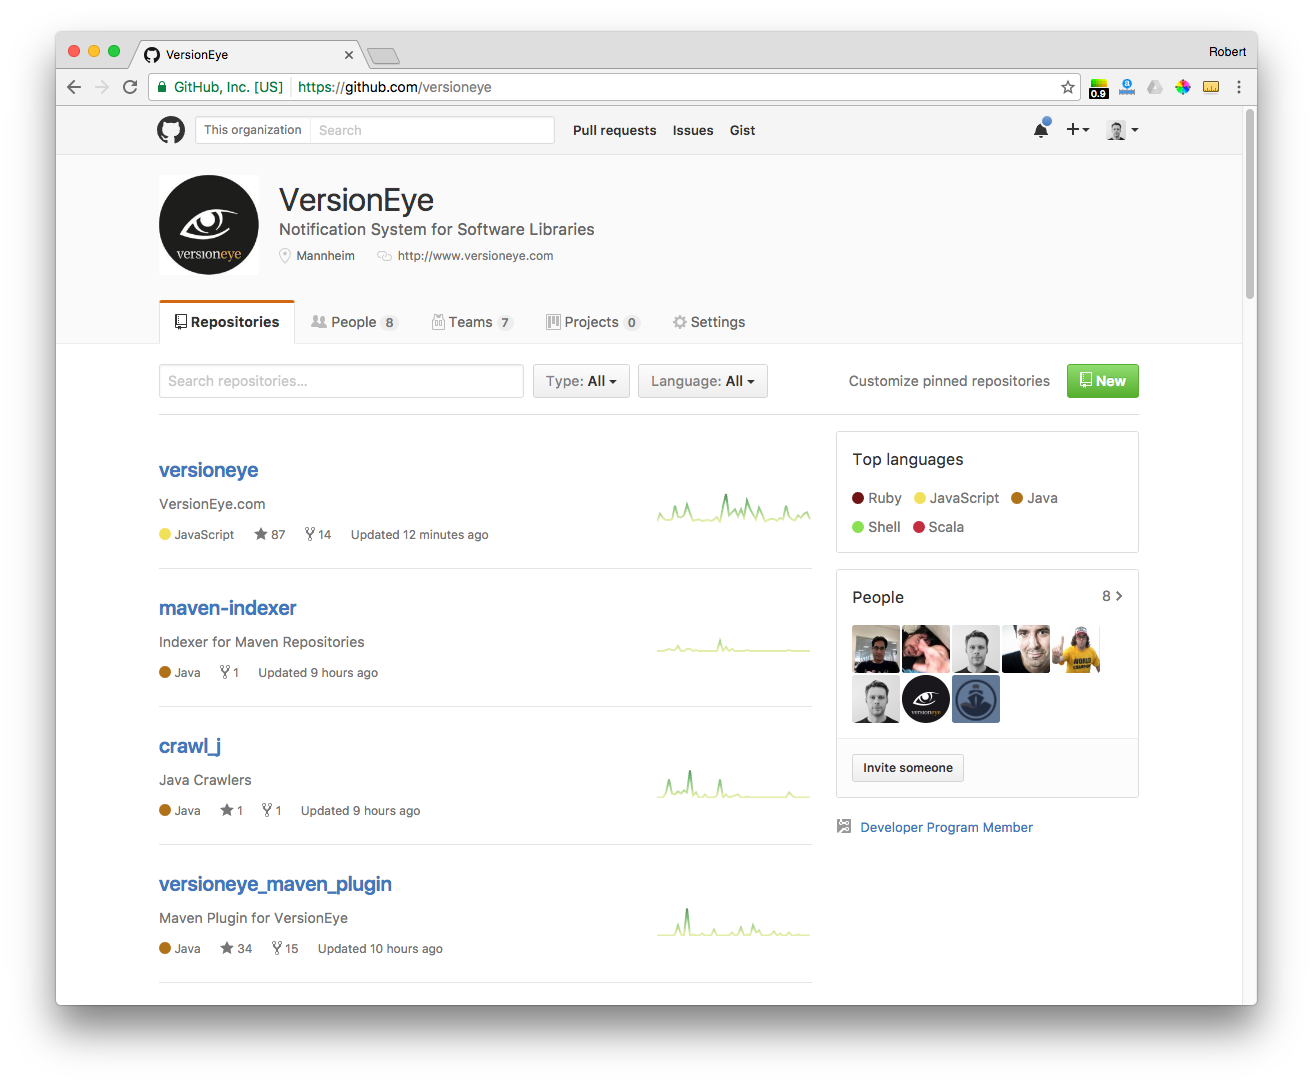 VersionEye
Robert
GitHub, Inc. [US] https://github.com/versioneye
0.9
a
This organization Search Pull requests Issues Gist
versioneye
VersionEye
Notification System for Software Libraries
Mannheim http://www.versioneye.com
Repositories People 8 Teams 7 Projects 0 Settings
Search repositories... Type: All Language: All Customize pinned repositories New
versioneye
VersionEye.com
JavaScript 87 14 Updated 12 minutes ago
maven-indexer
Indexer for Maven Repositories
Java 1 Updated 9 hours ago
crawl_j
Java Crawlers
Java 1 1 Updated 9 hours ago
versioneye_maven_plugin
Maven Plugin for VersionEye
Java 34 15 Updated 10 hours ago
Top languages
Ruby JavaScript Java
Shell Scala
People 8
WORLD
versioneye
Invite someone
Developer Program Member